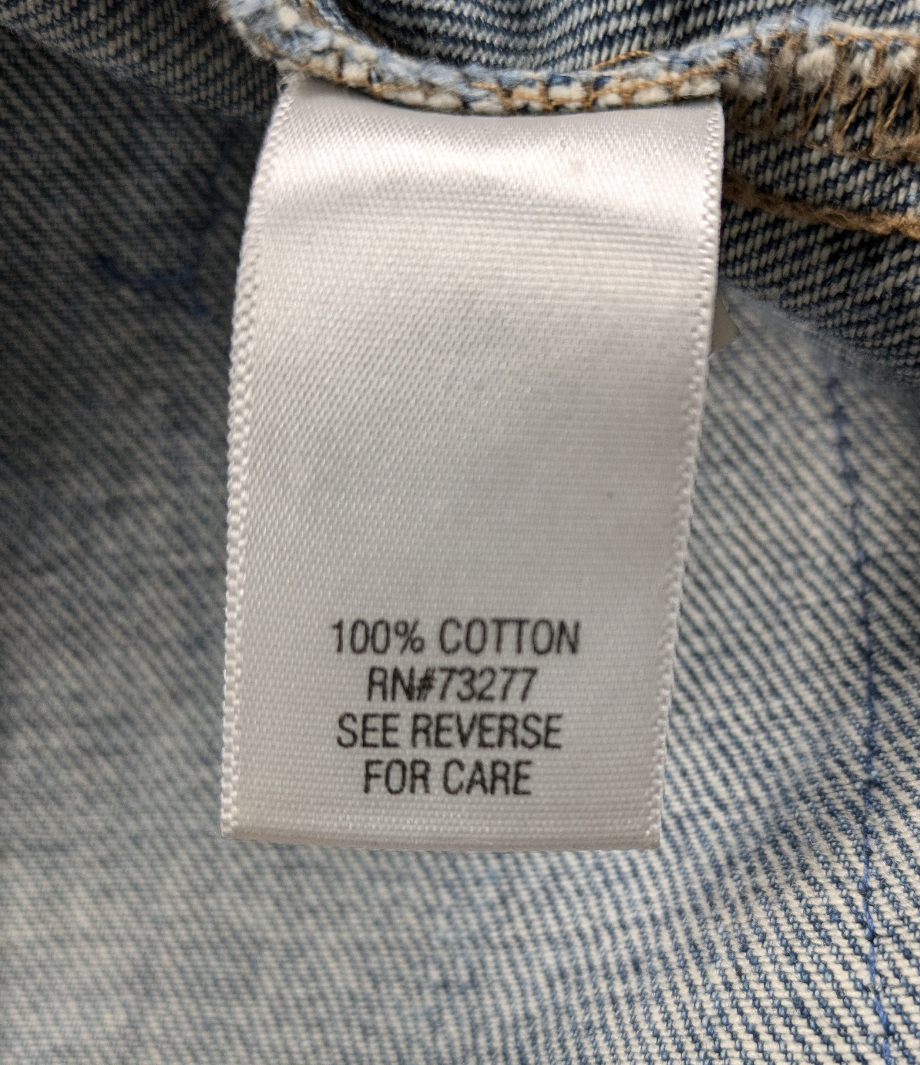 100% COTTON
RN#73277
SEE REVERSE
FOR CARE